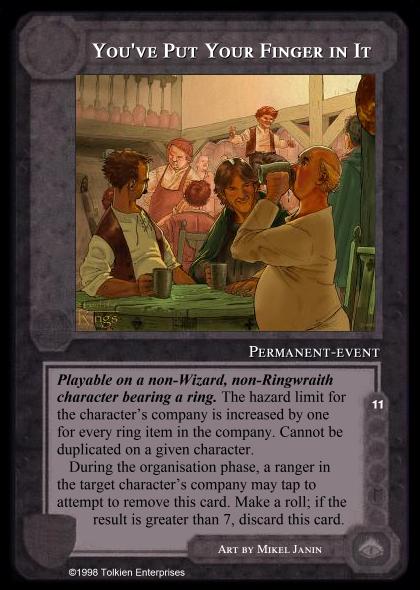 You've Put Your Finger in It
Rings
Permanent-event
Playable on a non-Wizard, non-Ringwraith
character bearing a ring. The hazard limit for
the character's company is increased by one
for every ring item in the company. Cannot be
duplicated on a given character.
11
During the organisation phase, a ranger in
the target character's company may tap to
attempt to remove this card. Make a roll; if the
result is greater than 7, discard this card.
Art by Mikel Janin
©1998 Tolkien Enterprises